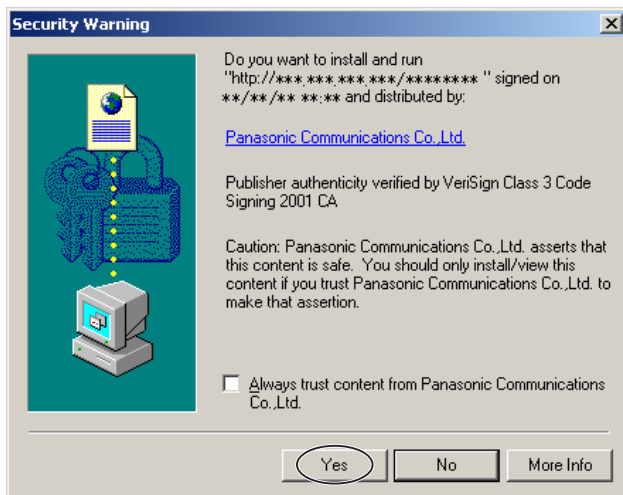 Security Warning
Do you want to install and run
"http://***.***.***.***/******** " signed on
**/**/** **:** and distributed by:
Panasonic Communications Co.,Ltd.
Publisher authenticity verified by VeriSign Class 3 Code
Signing 2001 CA
Caution: Panasonic Communications Co.,Ltd. asserts that
this content is safe.  You should only install/view this
content if you trust Panasonic Communications Co.,Ltd. to
make that assertion.
Always trust content from Panasonic Communications
Co.,Ltd.
Yes
No
More Info